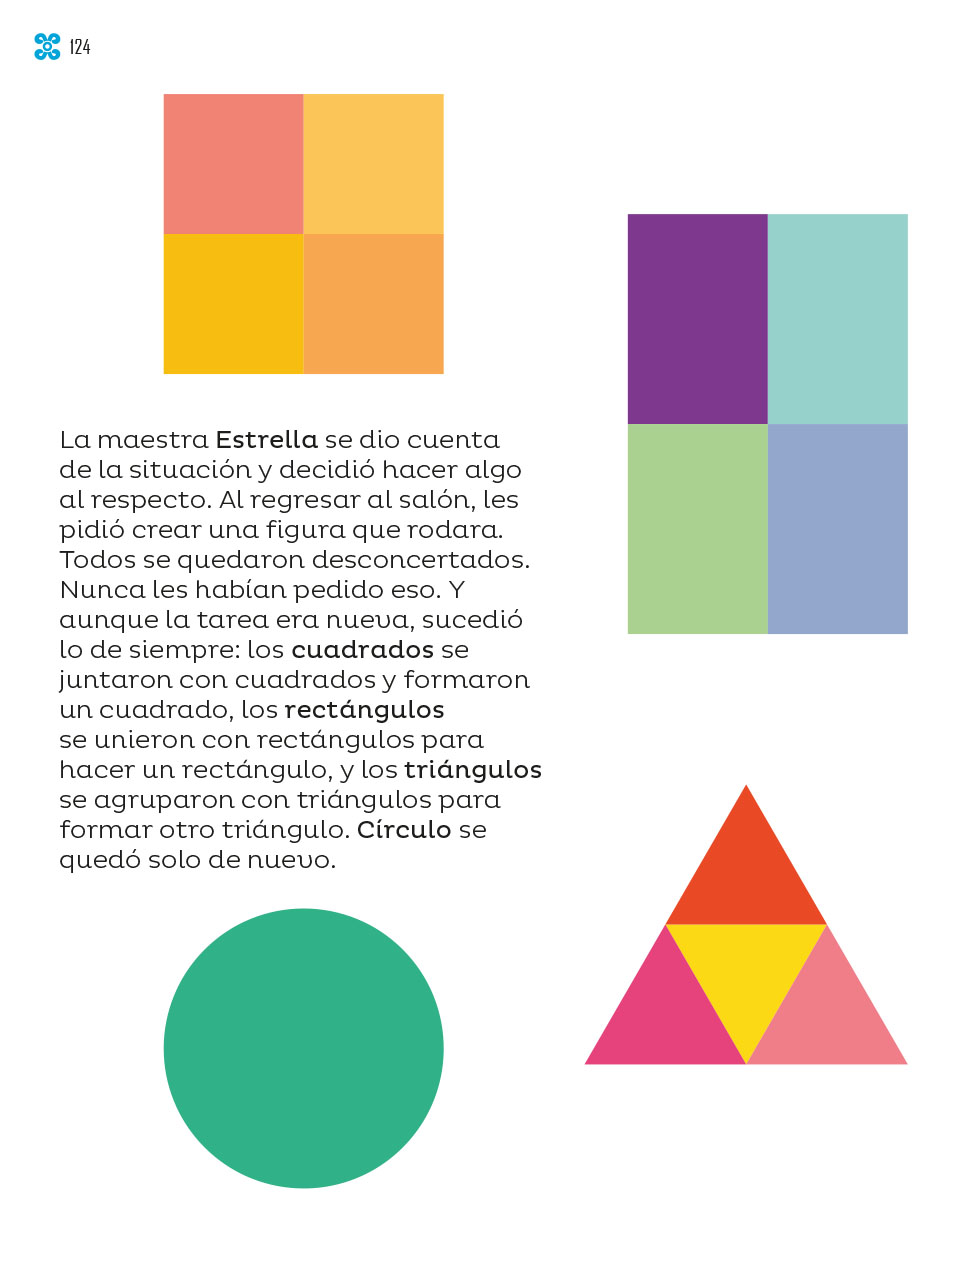 124
La maestra Estrella se dio cuenta
de la situación y decidió hacer algo
al respecto. Al regresar al salón, les
pidió crear una figura que rodara.
Todos se quedaron desconcertados.
Nunca les habían pedido eso. Y
aunque la tarea era nueva, sucedió
lo de siempre: los cuadrados se
juntaron con cuadrados y formaron
un cuadrado, los rectángulos
se unieron con rectángulos para
hacer un rectángulo, y los triángulos
se agruparon con triángulos para
formar otro triángulo. Círculo se
quedó solo de nuevo.